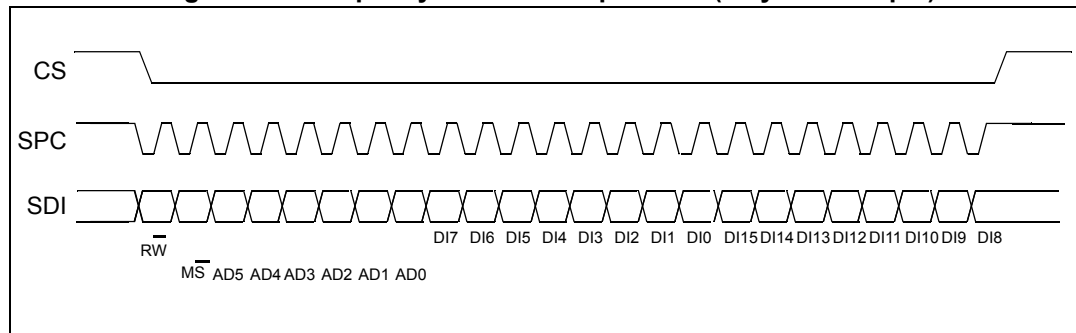 CS
SPC
SDI
RW DI7 DI6 DI5 DI4 DI3 DI2 DI1 DI0 DI15 DI14 DI13 DI12 DI11 DI10 DI9 DI8
MS AD5 AD4 AD3 AD2 AD1 AD0